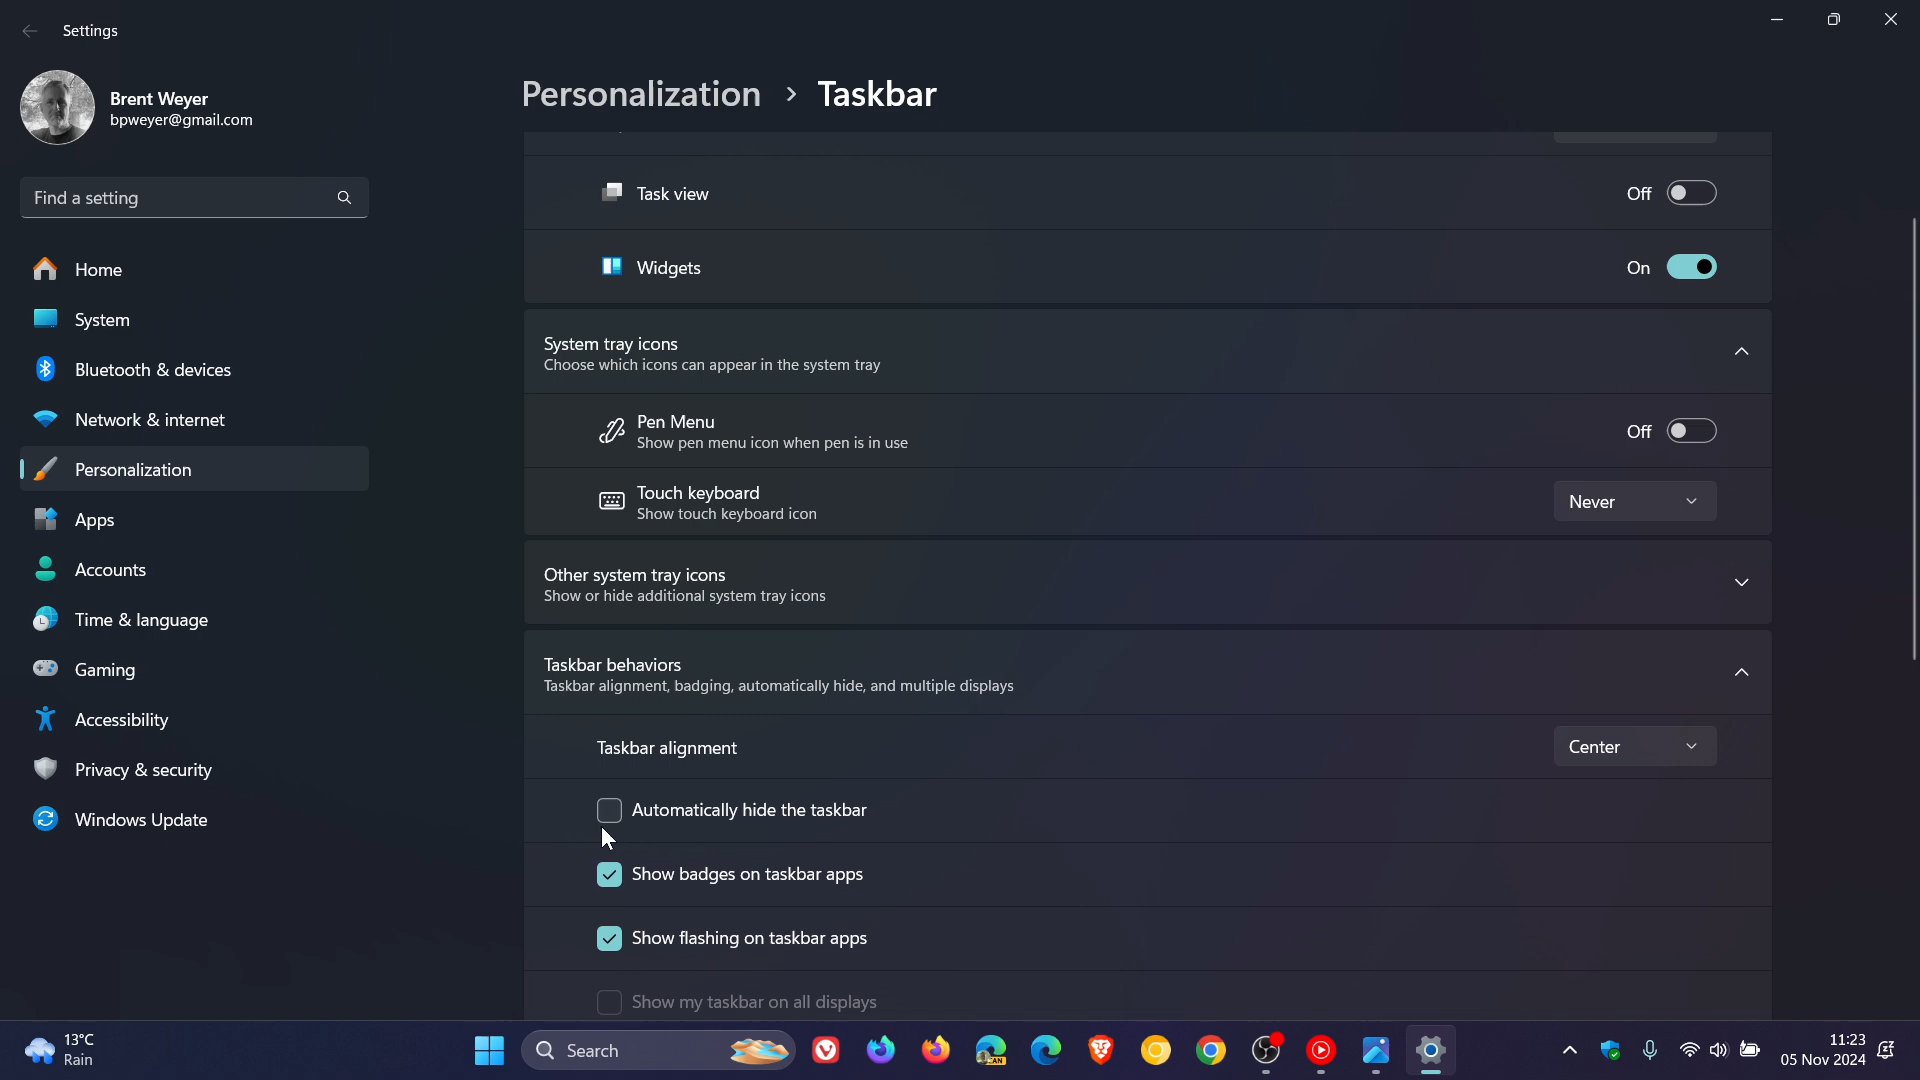 Settings
Brent Weyer
bpweyer@gmail.com
Find a setting
Home
System
Bluetooth & devices
Network & internet
Personalization
Apps
Accounts
Time & language
Gaming
Accessibility
Privacy & security
Windows Update
Personalization > Taskbar
Task view Off
Widgets On
System tray icons
Choose which icons can appear in the system tray
Pen Menu
Show pen menu icon when pen is in use
Off
Touch keyboard
Show touch keyboard icon
Never
Other system tray icons
Show or hide additional system tray icons
Taskbar behaviors
Taskbar alignment, badging, automatically hide, and multiple displays
Taskbar alignment Center
Automatically hide the taskbar
Show badges on taskbar apps
Show flashing on taskbar apps
Show my taskbar on all displays
13°C
Rain
Search
CAN
11:23
05 Nov 2024